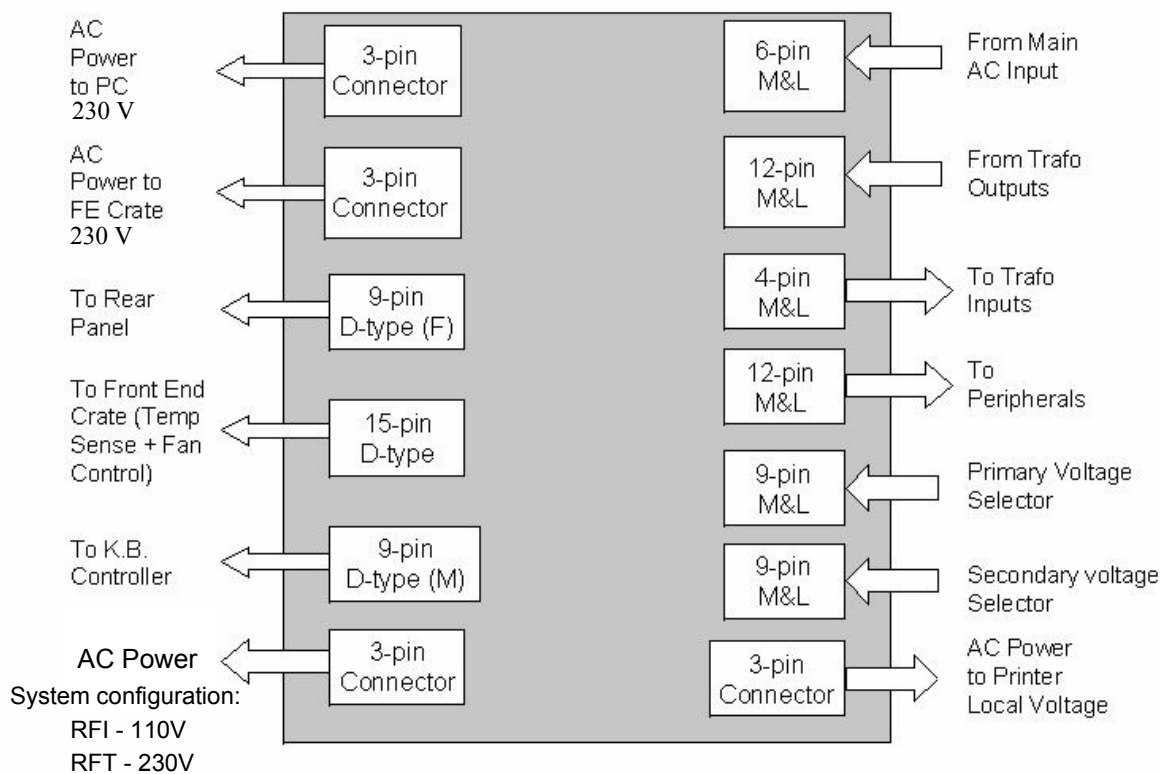 AC
Power
to PC
230 V
3-pin
Connector
6-pin
M&L
From Main
AC Input
AC
Power to
FE Crate
230 V
3-pin
Connector
12-pin
M&L
From Trafo
Outputs
To Rear
Panel
9-pin
D-type (F)
4-pin
M&L
To Trafo
Inputs
12-pin
M&L
To
Peripherals
To Front End
Crate (Temp
Sense + Fan
Control)
15-pin
D-type
9-pin
M&L
Primary Voltage
Selector
To K.B.
Controller
9-pin
D-type (M)
9-pin
M&L
Secondary voltage
Selector
AC Power
System configuration:
RFI - 110V
RFT - 230V
3-pin
Connector
3-pin
Connector
AC Power
to Printer
Local Voltage